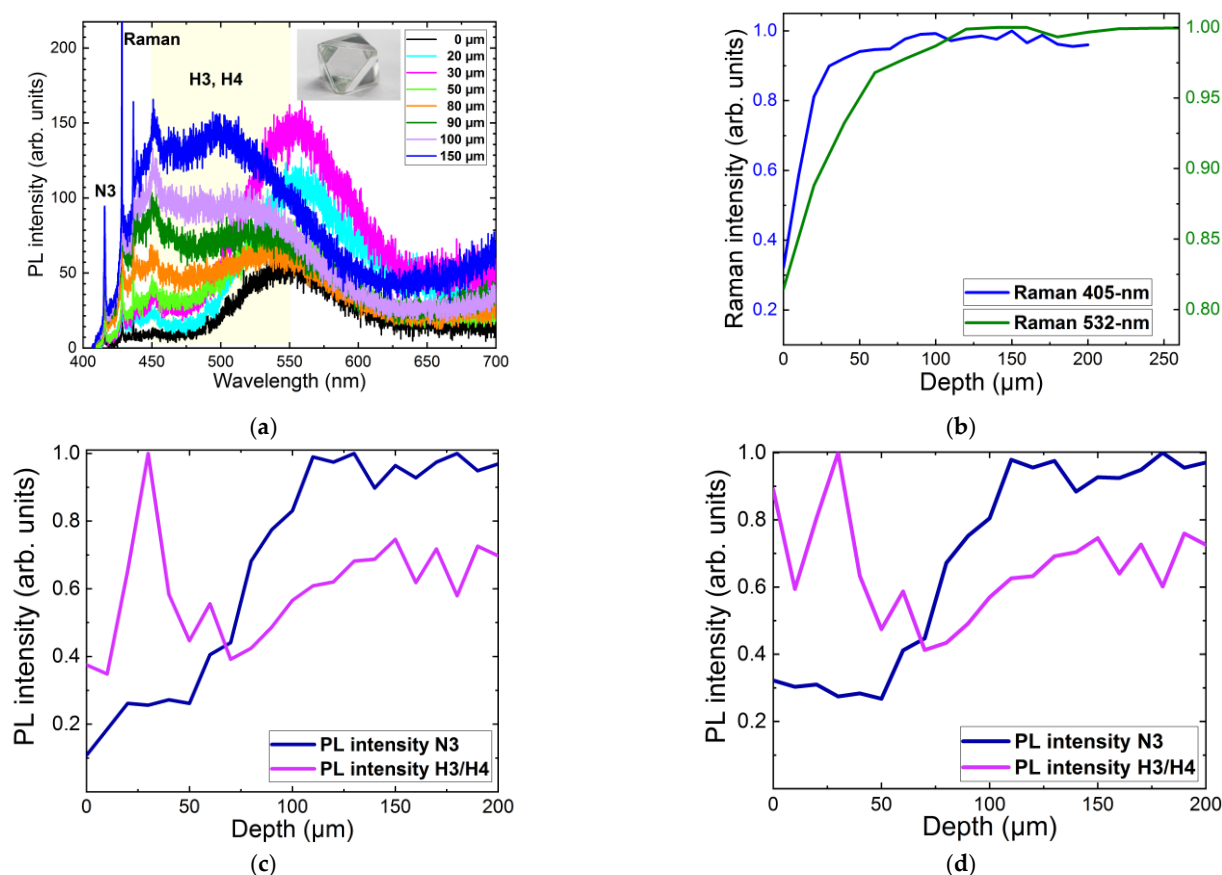 PL intensity (arb. units)
200
150
100
50
0
Raman
H3, H4
N3
0 µm
20 µm
30 µm
50 µm
80 µm
90 µm
100 µm
150 µm
400 450 500 550 600 650 700
Wavelength (nm)
(a)
Raman intensity (arb. units)
1.0
0.8
0.6
0.4
0.2
1.00
0.95
0.90
0.85
0.80
Raman 405-nm
Raman 532-nm
0 50 100 150 200 250
Depth (µm)
(b)
PL intensity (arb. units)
1.0
0.8
0.6
0.4
0.2
PL intensity N3
PL intensity H3/H4
0 50 100 150 200
Depth (µm)
(c)
PL intensity (arb. units)
1.0
0.8
0.6
0.4
0.2
PL intensity N3
PL intensity H3/H4
0 50 100 150 200
Depth (µm)
(d)